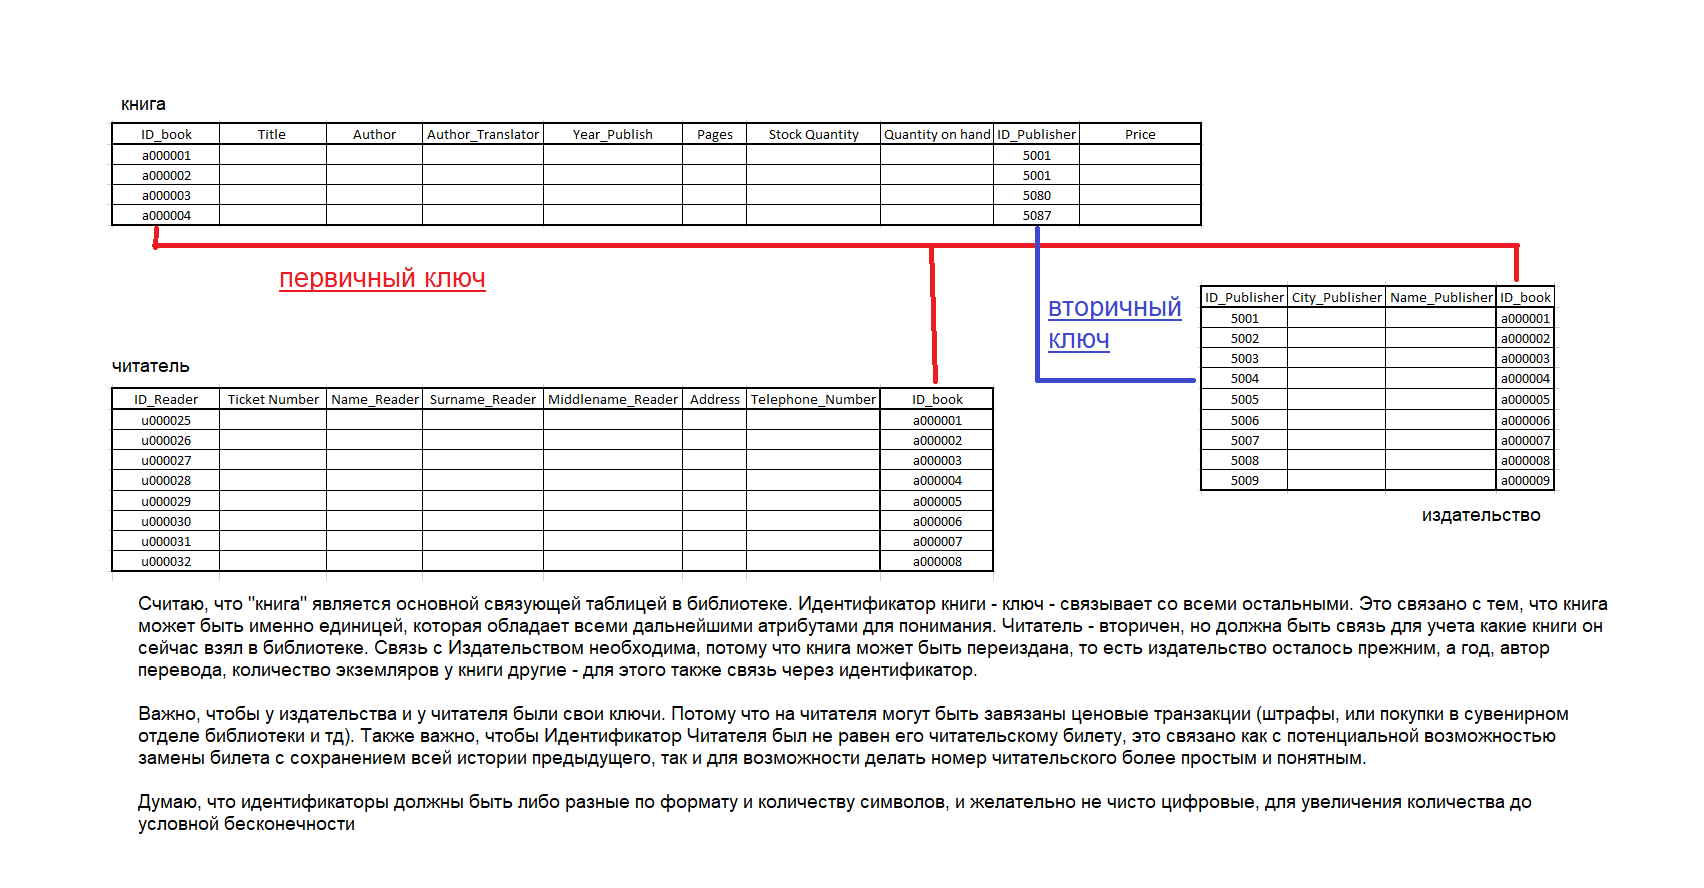 книга
ID_book Title Author Author_Translator Year_Publish Pages Stock Quantity Quantity on hand ID_Publisher Price
a000001 5001
a000002 5001
a000003 5080
a000004 5087
первичный ключ
вторичный
ключ
ID_Publisher City_Publisher Name_Publisher ID_book
5001 a000001
5002 a000002
5003 a000003
5004 a000004
5005 a000005
5006 a000006
5007 a000007
5008 a000008
5009 a000009
издательство
читатель
ID_Reader Ticket Number Name_Reader Surname_Reader Middlename_Reader Address Telephone_Number ID_book
u000025 a000001
u000026 a000002
u000027 a000003
u000028 a000004
u000029 a000005
u000030 a000006
u000031 a000007
u000032 a000008
Считаю, что "книга" является основной связующей таблицей в библиотеке. Идентификатор книги - ключ - связывает со всеми остальными. Это связано с тем, что книга
может быть именно единицей, которая обладает всеми дальнейшими атрибутами для понимания. Читатель - вторичен, но должна быть связь для учета какие книги он
сейчас взял в библиотеке. Связь с Издательством необходима, потому что книга может быть переиздана, то есть издательство осталось прежним, а год, автор
перевода, количество экземляров у книги другие - для этого также связь через идентификатор.
Важно, чтобы у издательства и у читателя были свои ключи. Потому что на читателя могут быть завязаны ценовые транзакции (штрафы, или покупки в сувенирном
отделе библиотеки и тд). Также важно, чтобы Идентификатор Читателя был не равен его читательскому билету, это связано как с потенциальной возможностью
замены билета с сохранением всей истории предыдущего, так и для возможности делать номер читательского более простым и понятным.
Думаю, что идентификаторы должны быть либо разные по формату и количеству символов, и желательно не чисто цифровые, для увеличения количества до
условной бесконечности